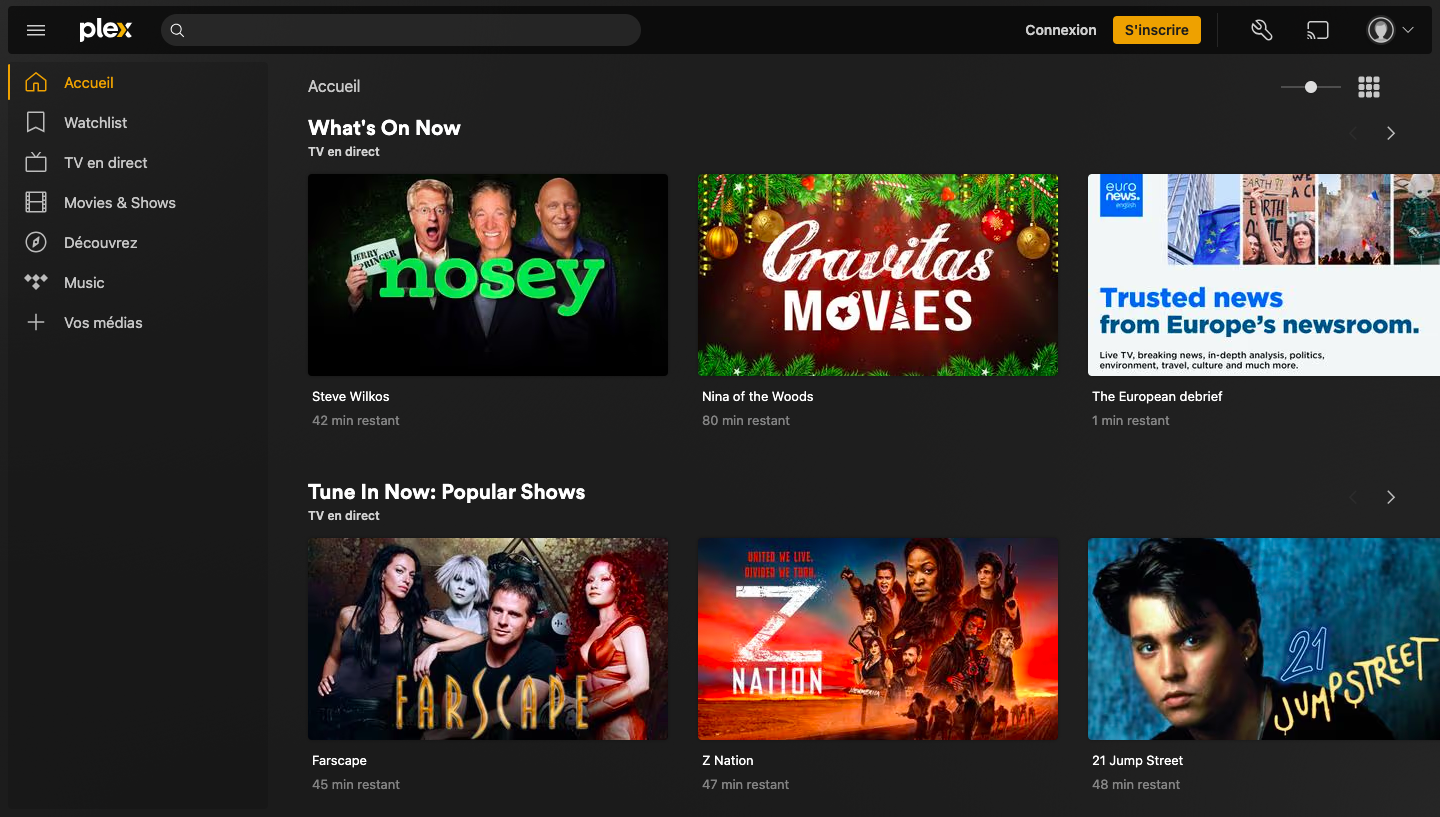 plex
Connexion
S'inscrire
Accueil
Watchlist
TV en direct
Movies & Shows
Découvrez
Music
Vos médias
Accueil
What's On Now
TV en direct
JERRY
SPRINGER
nosey
Gravitas
MOVIES
euro
news.
english
EARTH
Trusted news
from Europe's newsroom.
Live TV, breaking news, in-depth analysis, politics,
environment, travel, culture and much more.
Steve Wilkos
42 min restant
Nina of the Woods
80 min restant
The European debrief
1 min restant
Tune In Now: Popular Shows
TV en direct
FARSCAPE
UNITED WE LIVE.
DIVIDED WE TURN.
Z
NATION
21
JUMP STREET
Farscape
45 min restant
Z Nation
47 min restant
21 Jump Street
48 min restant